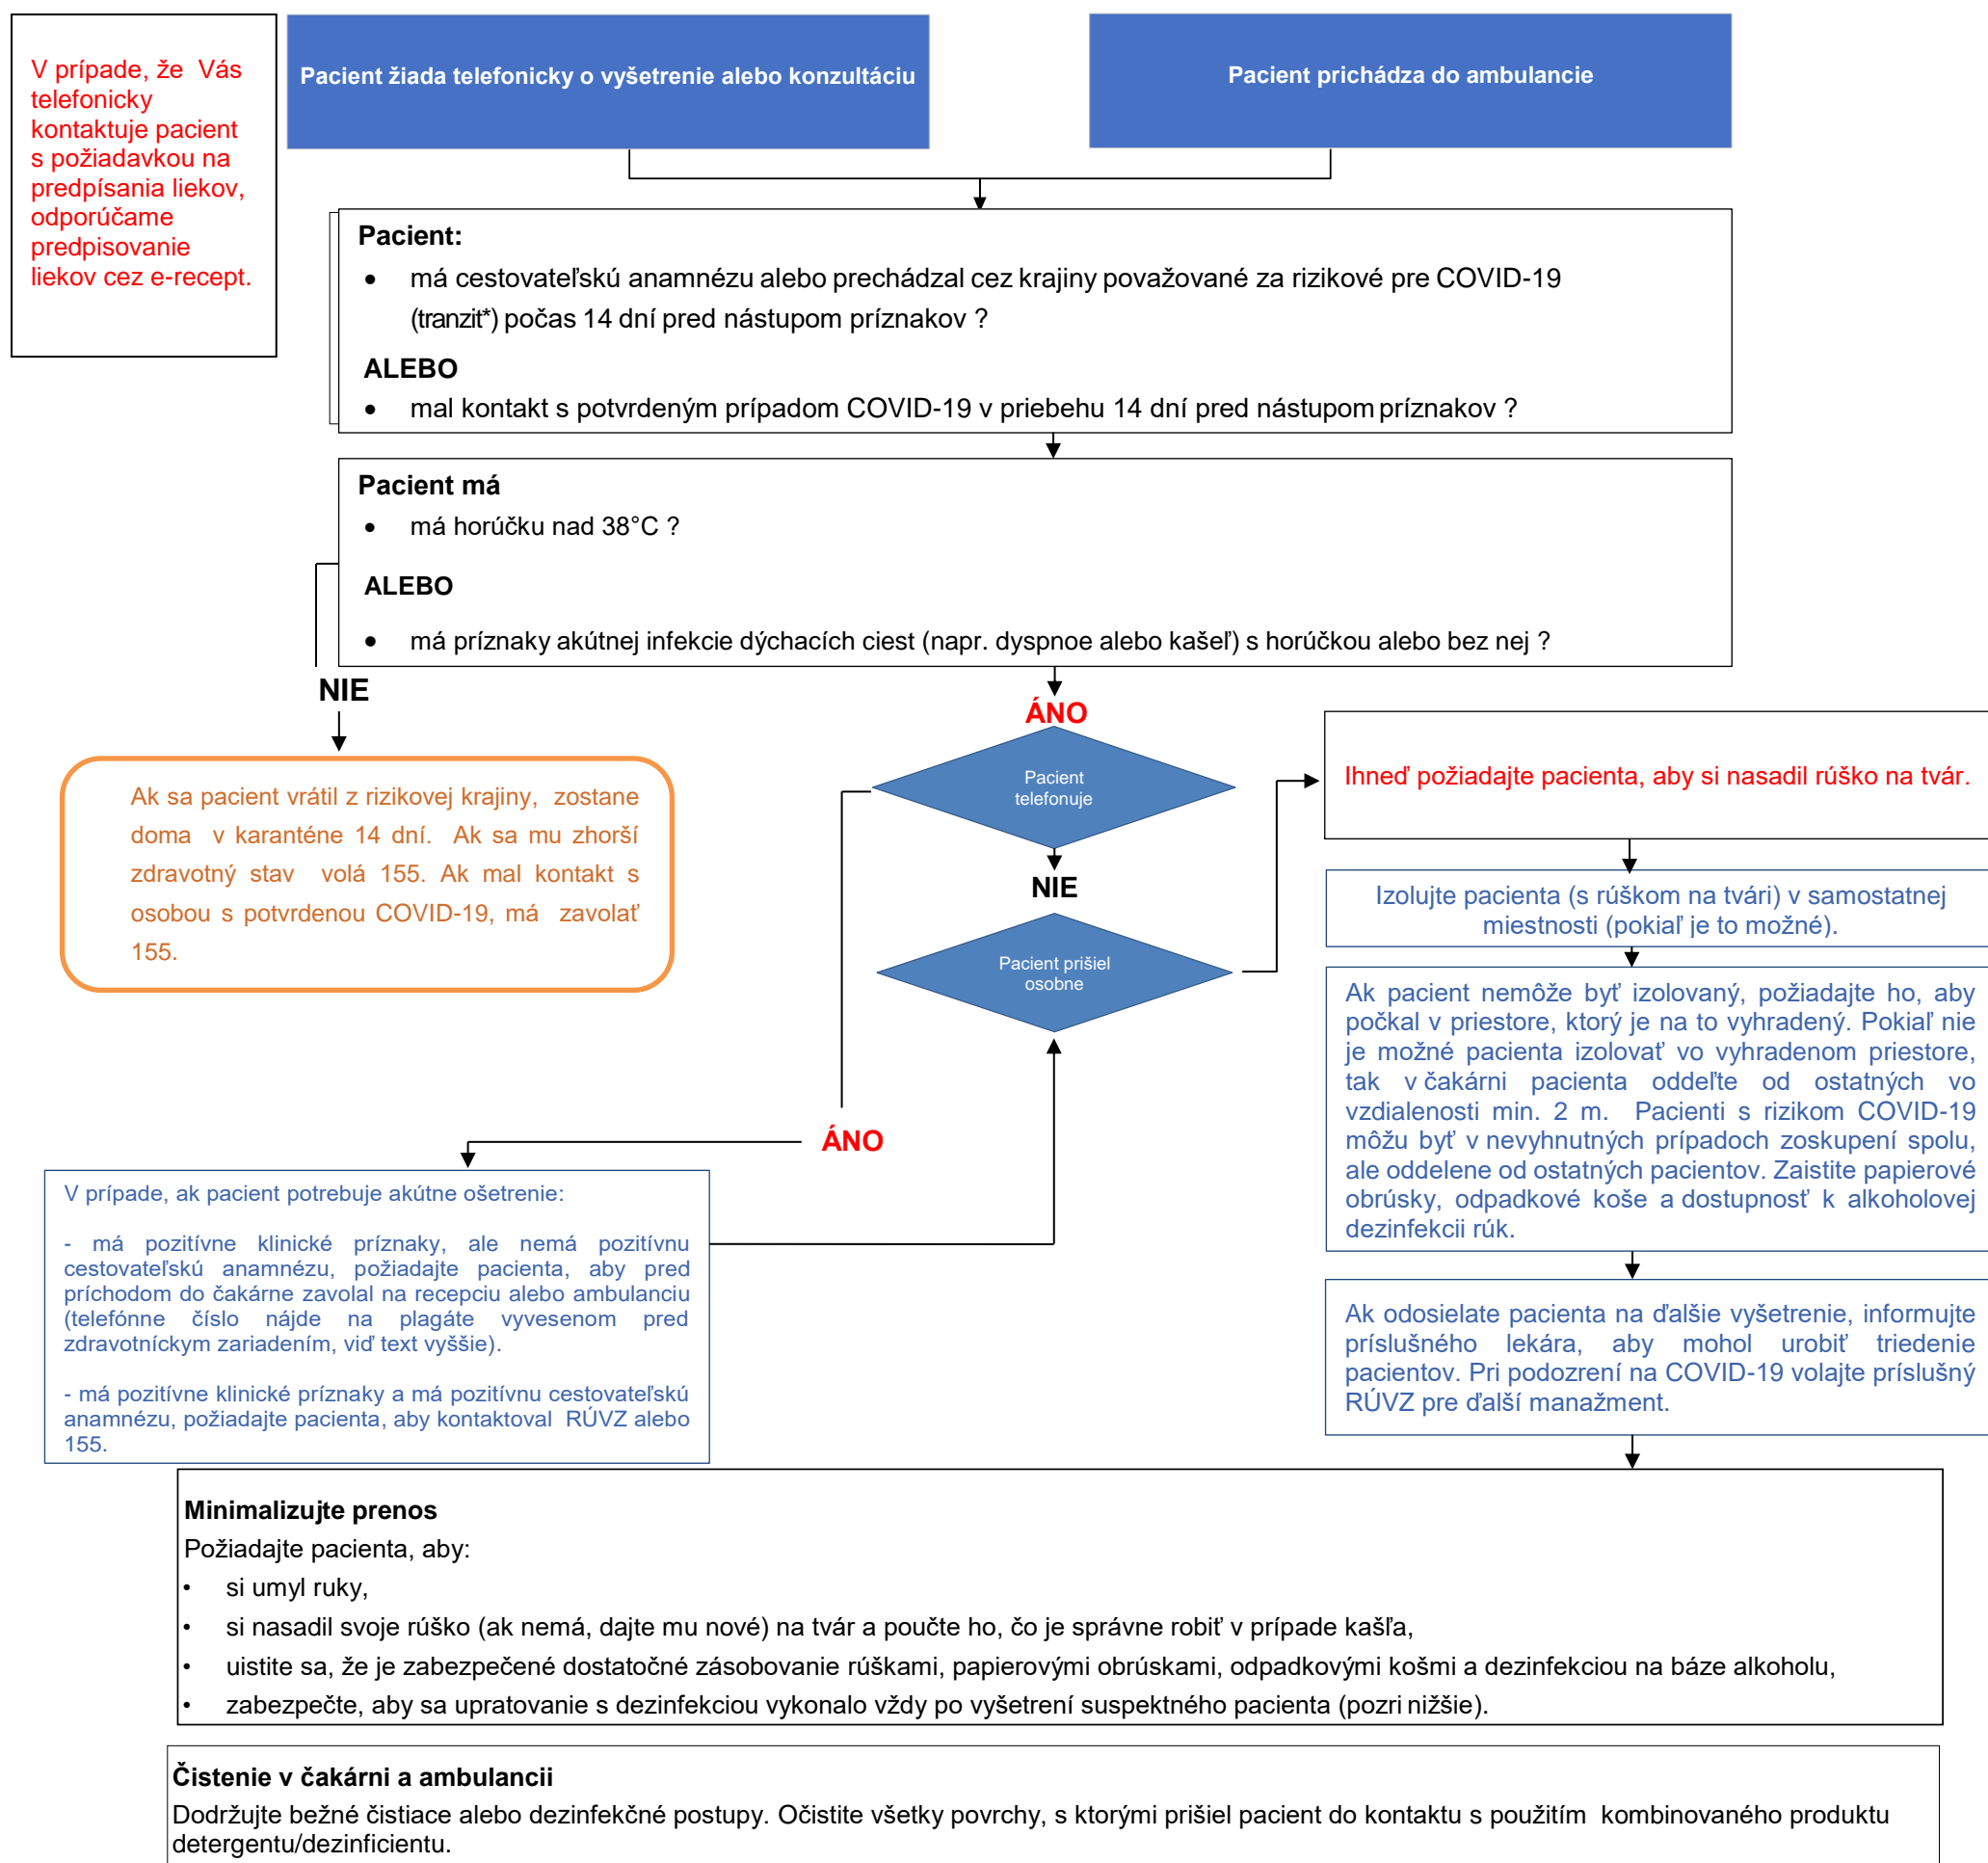 V prípade, že Vás
telefonicky
kontaktuje pacient
s požiadavkou na
predpísania liekov,
odporúčame
predpisovanie
liekov cez e-recept.
Pacient žiada telefonicky o vyšetrenie alebo konzultáciu
Pacient prichádza do ambulancie
Pacient:
• má cestovateľskú anamnézu alebo prechádzal cez krajiny považované za rizikové pre COVID-19
(tranzit*) počas 14 dní pred nástupom príznakov ?
ALEBO
• mal kontakt s potvrdeným prípadom COVID-19 v priebehu 14 dní pred nástupom príznakov ?
Pacient má
• má horúčku nad 38°C ?
ALEBO
• má príznaky akútnej infekcie dýchacích ciest (napr. dyspnoe alebo kašeľ) s horúčkou alebo bez nej ?
NIE
ÁNO
Ak sa pacient vrátil z rizikovej krajiny, zostane
doma v karanténe 14 dní. Ak sa mu zhorší
zdravotný stav volá 155. Ak mal kontakt s
osobou s potvrdenou COVID-19, má zavolať
155.
Pacient
telefonuje
NIE
Pacient prišiel
osobne
ÁNO
Ihneď požiadajte pacienta, aby si nasadil rúško na tvár.
Izolujte pacienta (s rúškom na tvári) v samostatnej
miestnosti (pokiaľ je to možné).
Ak pacient nemôže byť izolovaný, požiadajte ho, aby
počkal v priestore, ktorý je na to vyhradený. Pokiaľ nie
je možné pacienta izolovať vo vyhradenom priestore,
tak v čakárni pacienta oddeľte od ostatných vo
vzdialenosti min. 2 m. Pacienti s rizikom COVID-19
môžu byť v nevyhnutných prípadoch zoskupení spolu,
ale oddelene od ostatných pacientov. Zaistite papierové
obrúsky, odpadkové koše a dostupnosť k alkoholovej
dezinfekcii rúk.
V prípade, ak pacient potrebuje akútne ošetrenie:
- má pozitívne klinické príznaky, ale nemá pozitívnu
cestovateľskú anamnézu, požiadajte pacienta, aby pred
príchodom do čakárne zavolal na recepciu alebo ambulanciu
(telefónne číslo nájde na plagáte vyvesenom pred
zdravotníckym zariadením, viď text vyššie).
- má pozitívne klinické príznaky a má pozitívnu cestovateľskú
anamnézu, požiadajte pacienta, aby kontaktoval RÚVZ alebo
155.
Ak odosielate pacienta na ďalšie vyšetrenie, informujte
príslušného lekára, aby mohol urobiť triedenie
pacientov. Pri podozrení na COVID-19 volajte príslušný
RÚVZ pre ďalší manažment.
Minimalizujte prenos
Požiadajte pacienta, aby:
• si umyl ruky,
• si nasadil svoje rúško (ak nemá, dajte mu nové) na tvár a poučte ho, čo je správne robiť v prípade kašľa,
• uistite sa, že je zabezpečené dostatočné zásobovanie rúškami, papierovými obrúskami, odpadkovými košmi a dezinfekciou na báze alkoholu,
• zabezpečte, aby sa upratovanie s dezinfekciou vykonalo vždy po vyšetrení suspektného pacienta (pozri nižšie).
Čistenie v čakárni a ambulancii
Dodržujte bežné čistiace alebo dezinfekčné postupy. Očistite všetky povrchy, s ktorými prišiel pacient do kontaktu s použitím kombinovaného produktu
detergentu/dezinficientu.